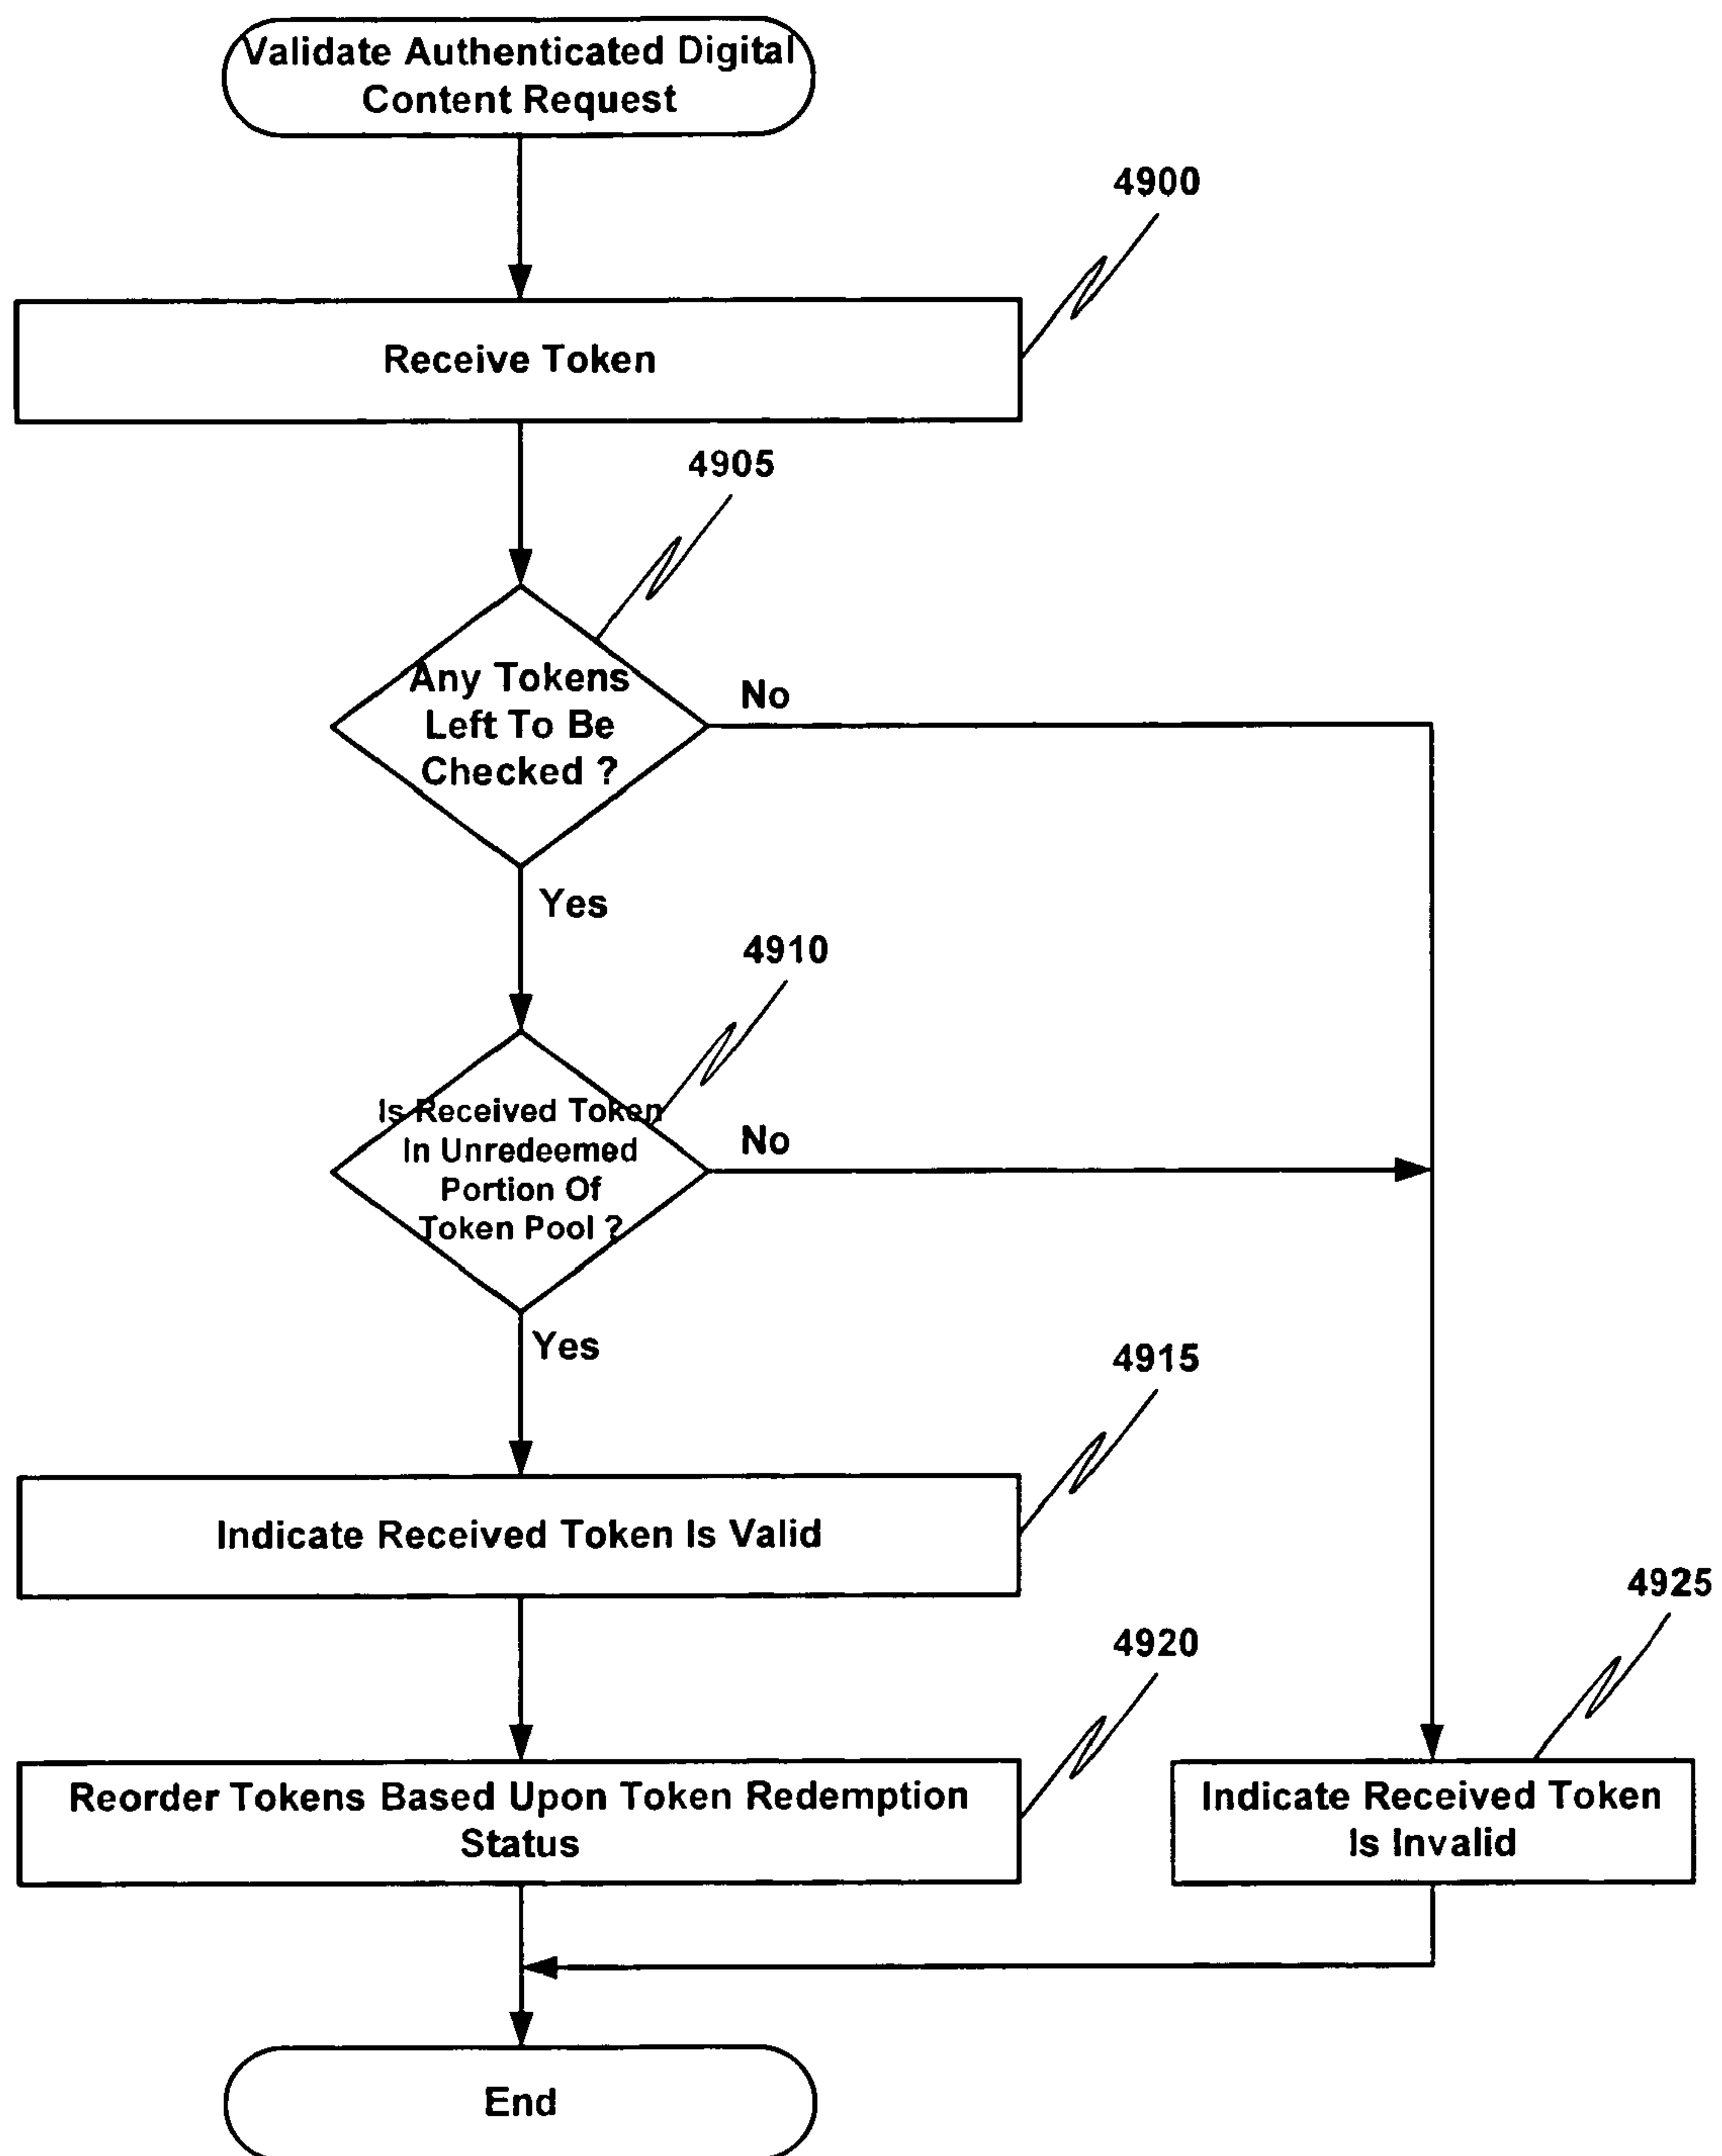 Validate Authenticated Digital
Content Request
4900
Receive Token
4905
Any Tokens
Left To Be
Checked ?
No
Yes
4910
Is Received Token
In Unredeemed
Portion Of
Token Pool ?
No
Yes
4915
Indicate Received Token Is Valid
4920
Reorder Tokens Based Upon Token Redemption
Status
4925
Indicate Received Token
Is Invalid
End